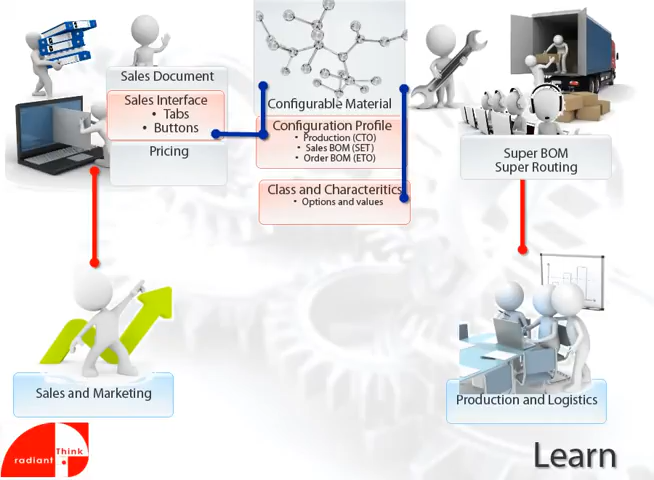 Sales Document
Sales Interface
• Tabs
• Buttons
Pricing
Configurable Material
Configuration Profile
• Production (CTO)
• Sales BOM (SET)
• Order BOM (ETO)
Class and Characteritics
• Options and values
Super BOM
Super Routing
Sales and Marketing
Production and Logistics
radiant Think
Learn